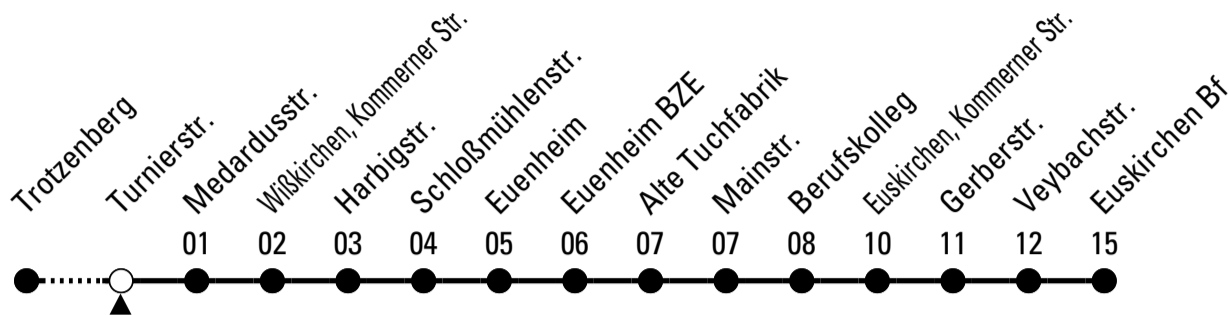 Trotzenberg
Turnierstr.
Medardusstr.
Wißkirchen, Kommerner Str.
Harbigstr.
Schloßmühlenstr.
Euenheim
Euenheim BZE
Alte Tuchfabrik
Mainstr.
Berufskolleg
Euskirchen, Kommerner Str.
Gerberstr.
Veybachstr.
Euskirchen Bf
01 02 03 04 05 06 07 07 08 10 11 12 15